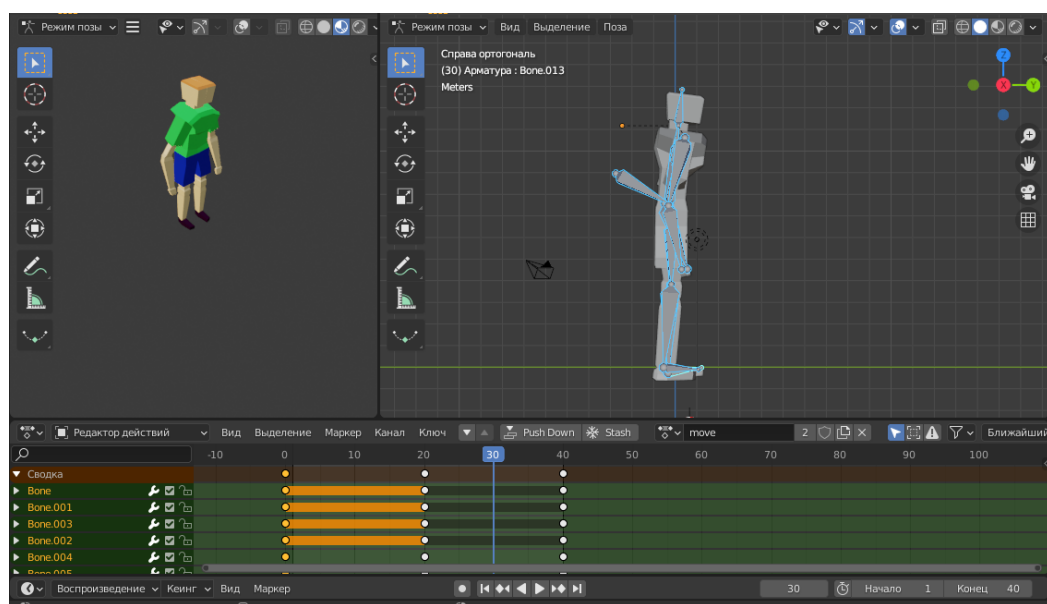 Режим позы
Режим позы Вид Выделение Поза
Справа ортогональ
(30) Арматура : Bone.013
Meters
Z
X
Y
Редактор действий Вид Выделение Маркер Канал Ключ Push Down Stash move 2 Ближайший
-10 0 10 20 30 40 50 60 70 80 90 100
Сводка
Bone
Bone.001
Bone.003
Bone.002
Bone.004
Bone.005
Воспроизведение Кеинг Вид Маркер 30 Начало 1 Конец 40